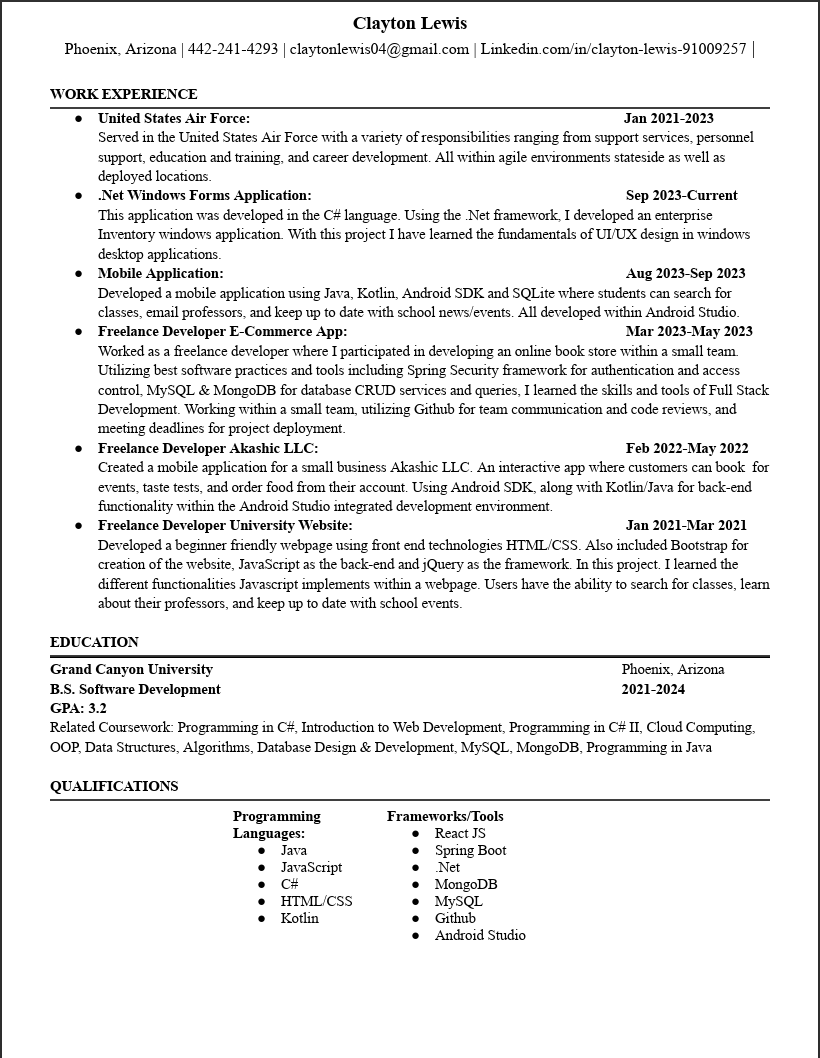 Clayton Lewis
Phoenix, Arizona | 442-241-4293 | claytonlewis04@gmail.com | Linkedin.com/in/clayton-lewis-91009257 |
WORK EXPERIENCE
● United States Air Force: Jan 2021-2023
Served in the United States Air Force with a variety of responsibilities ranging from support services, personnel
support, education and training, and career development. All within agile environments stateside as well as
deployed locations.
● .Net Windows Forms Application: Sep 2023-Current
This application was developed in the C# language. Using the .Net framework, I developed an enterprise
Inventory windows application. With this project I have learned the fundamentals of UI/UX design in windows
desktop applications.
● Mobile Application: Aug 2023-Sep 2023
Developed a mobile application using Java, Kotlin, Android SDK and SQLite where students can search for
classes, email professors, and keep up to date with school news/events. All developed within Android Studio.
● Freelance Developer E-Commerce App: Mar 2023-May 2023
Worked as a freelance developer where I participated in developing an online book store within a small team.
Utilizing best software practices and tools including Spring Security framework for authentication and access
control, MySQL & MongoDB for database CRUD services and queries, I learned the skills and tools of Full Stack
Development. Working within a small team, utilizing Github for team communication and code reviews, and
meeting deadlines for project deployment.
● Freelance Developer Akashic LLC: Feb 2022-May 2022
Created a mobile application for a small business Akashic LLC. An interactive app where customers can book  for
events, taste tests, and order food from their account. Using Android SDK, along with Kotlin/Java for back-end
functionality within the Android Studio integrated development environment.
● Freelance Developer University Website: Jan 2021-Mar 2021
Developed a beginner friendly webpage using front end technologies HTML/CSS. Also included Bootstrap for
creation of the website, JavaScript as the back-end and jQuery as the framework. In this project. I learned the
different functionalities Javascript implements within a webpage. Users have the ability to search for classes, learn
about their professors, and keep up to date with school events.
EDUCATION
Grand Canyon University Phoenix, Arizona
B.S. Software Development 2021-2024
GPA: 3.2
Related Coursework: Programming in C#, Introduction to Web Development, Programming in C# II, Cloud Computing,
OOP, Data Structures, Algorithms, Database Design & Development, MySQL, MongoDB, Programming in Java
QUALIFICATIONS
Programming
Languages:
● Java
● JavaScript
● C#
● HTML/CSS
● Kotlin
Frameworks/Tools
● React JS
● Spring Boot
● .Net
● MongoDB
● MySQL
● Github
● Android Studio